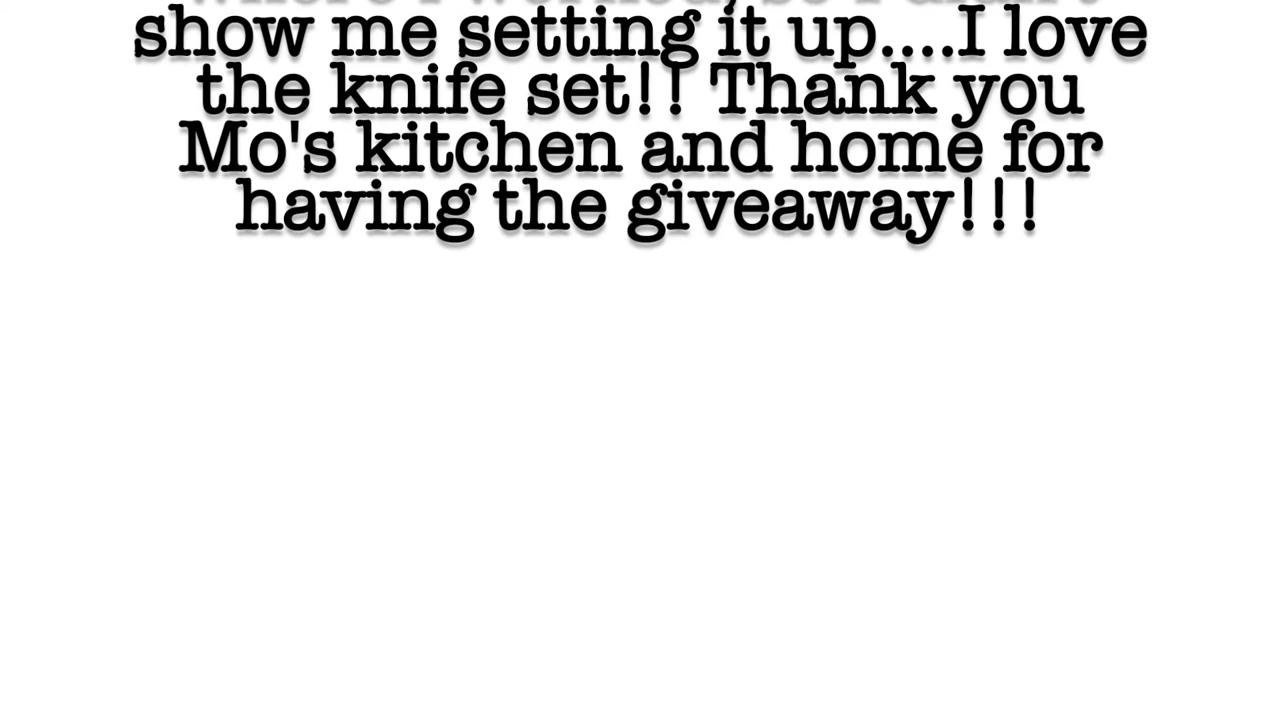 show me setting it up....I love
the knife set!! Thank you
Mo's kitchen and home for
having the giveaway!!!